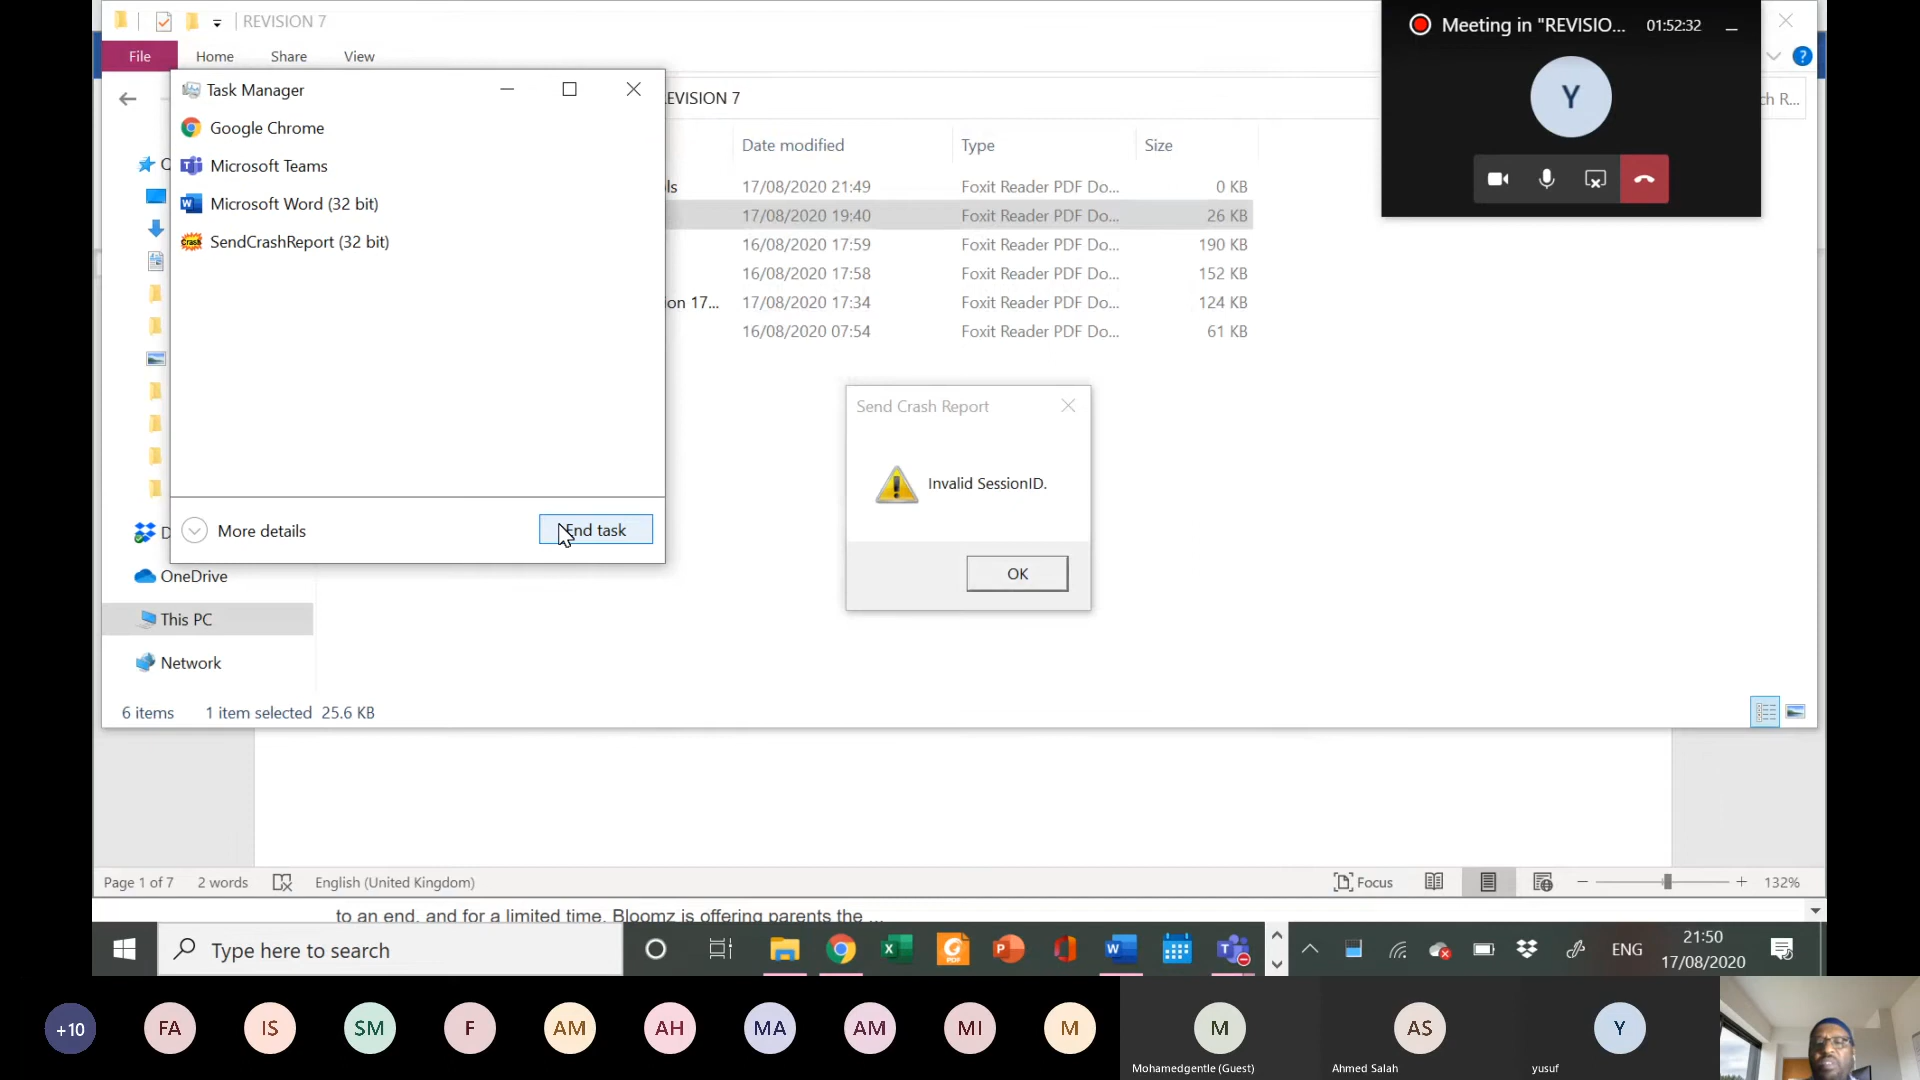 REVISION 7
File
Home
Share
View
Task Manager
Google Chrome
Microsoft Teams
Microsoft Word (32 bit)
SendCrashReport (32 bit)
More details
End task
EVISION 7
ch R...
Date modified
Type
Size
ls
17/08/2020 21:49
Foxit Reader PDF Do...
0 KB
17/08/2020 19:40
Foxit Reader PDF Do...
26 KB
16/08/2020 17:59
Foxit Reader PDF Do...
190 KB
16/08/2020 17:58
Foxit Reader PDF Do...
152 KB
on 17...
17/08/2020 17:34
Foxit Reader PDF Do...
124 KB
16/08/2020 07:54
Foxit Reader PDF Do...
61 KB
Meeting in "REVISIO...
01:52:32
Y
Send Crash Report
Invalid SessionID.
OK
OneDrive
This PC
Network
6 items
1 item selected 25.6 KB
Page 1 of 7
2 words
English (United Kingdom)
Focus
132%
to an end, and for a limited time, Bloomz is offering parents the ...
Type here to search
ENG
21:50
17/08/2020
+10
FA
IS
SM
F
AM
AH
MA
AM
MI
M
M
Mohamedgentle (Guest)
AS
Ahmed Salah
Y
yusuf